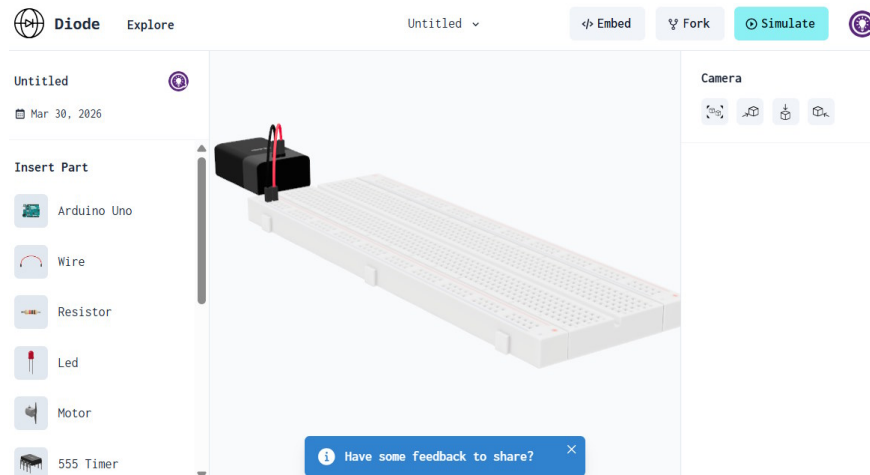 Diode
Explore
Untitled
</> Embed
Fork
Simulate
Untitled
Mar 30, 2026
Insert Part
Arduino Uno
Wire
Resistor
Led
Motor
555 Timer
Camera
Have some feedback to share?